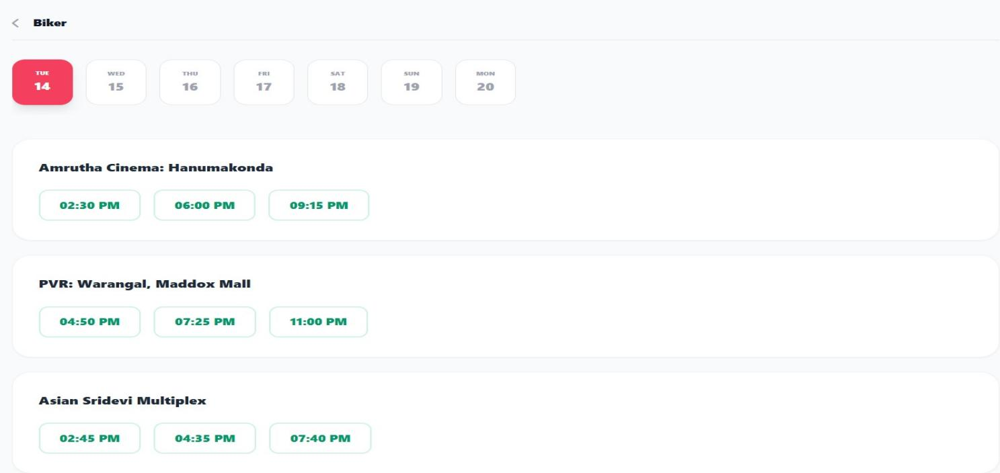 Biker
TUE WED THU FRI SAT SUN MON
14 15 16 17 18 19 20
Amrutha Cinema: Hanumakonda
02:30 PM 06:00 PM 09:15 PM
PVR: Warangal, Maddox Mall
04:50 PM 07:25 PM 11:00 PM
Asian Sridevi Multiplex
02:45 PM 04:35 PM 07:40 PM